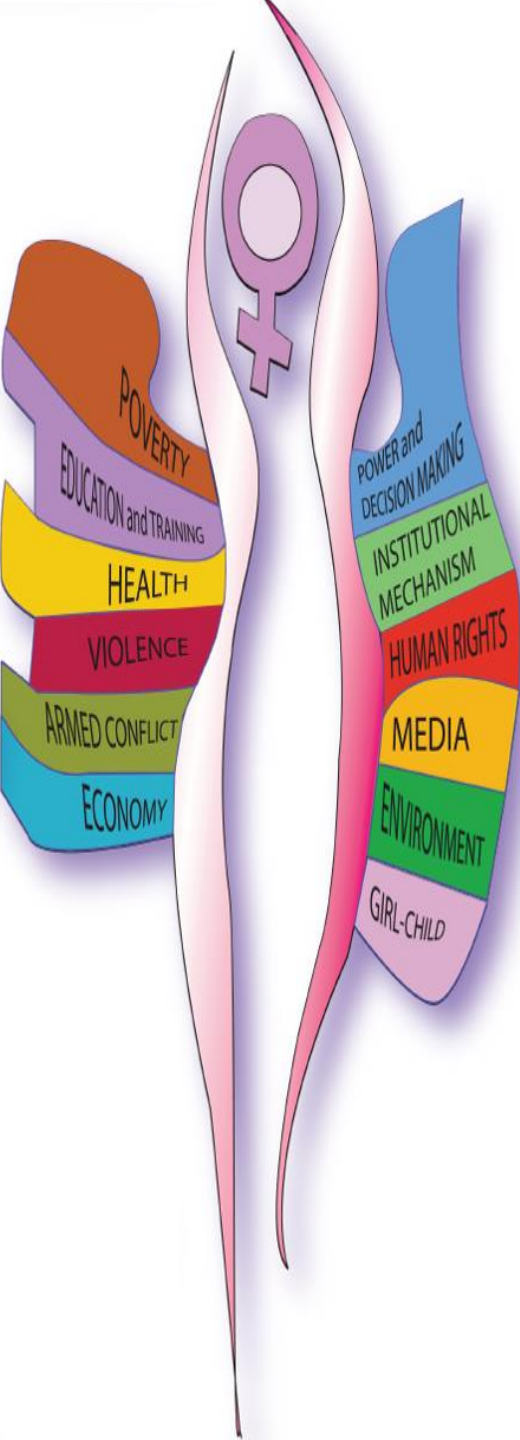 POVERTY
EDUCATION and TRAINING
HEALTH
VIOLENCE
ARMED CONFLICT
ECONOMY
POWER and
DECISION MAKING
INSTITUTIONAL
MECHANISM
HUMAN RIGHTS
MEDIA
ENVIRONMENT
GIRL-CHILD